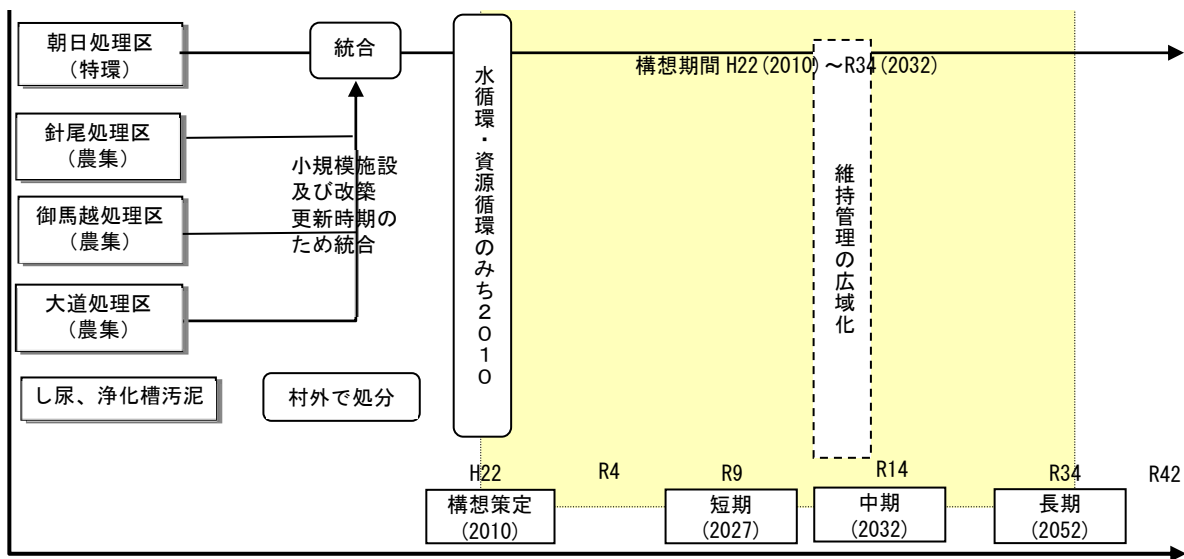 朝日処理区
(特環)
統合
構想期間 H22 (2010) ～R34 (2032)
針尾処理区
(農集)
小規模施設
及び改築
更新時期の
ため統合
御馬越処理区
(農集)
大道処理区
(農集)
し尿、浄化槽汚泥
村外で処分
水循環・資源循環のみち2010
維持管理の広域化
H22
R4
R9
R14
R34
R42
構想策定
(2010)
短期
(2027)
中期
(2032)
長期
(2052)